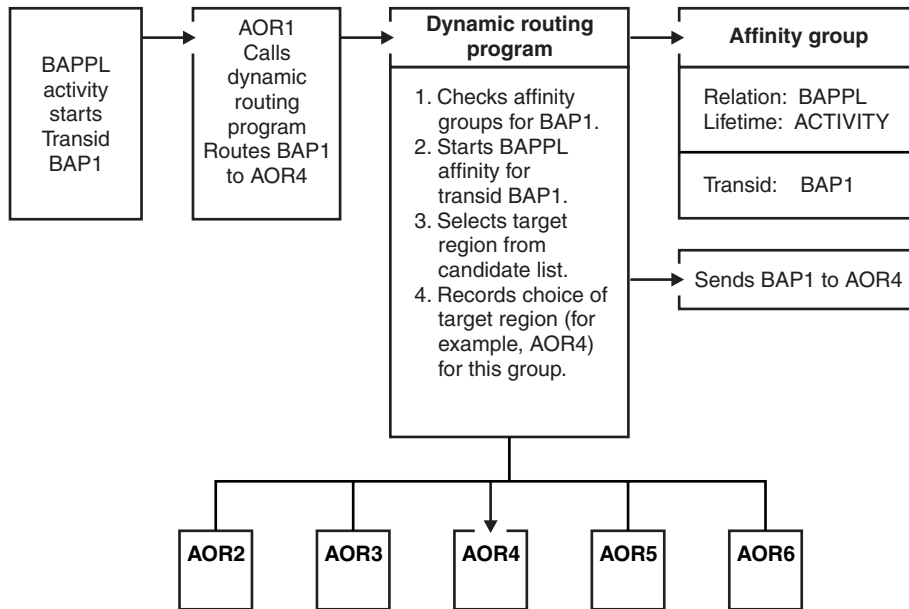 BAPPL
activity
starts
Transid
BAP1
AOR1
Calls
dynamic
routing
program
Routes BAP1
to AOR4
Dynamic routing
program
1. Checks affinity
groups for BAP1.
2. Starts BAPPL
affinity for
transid BAP1.
3. Selects target
region from
candidate list.
4. Records choice of
target region (for
example, AOR4)
for this group.
Affinity group
Relation: BAPPL
Lifetime: ACTIVITY
Transid: BAP1
Sends BAP1 to AOR4
AOR2
AOR3
AOR4
AOR5
AOR6